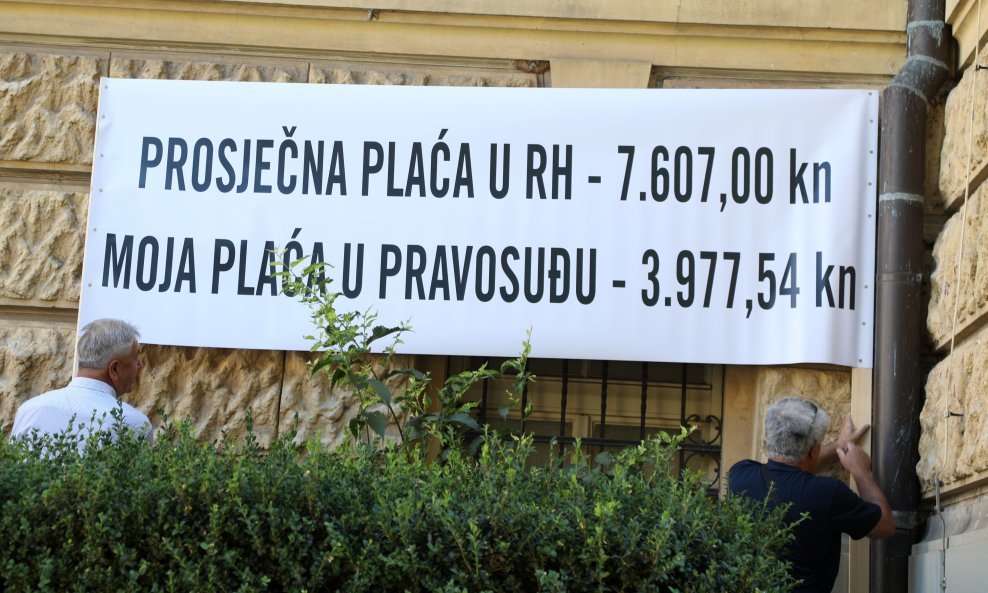 PROSJEČNA PLAĆA U RH - 7.607,00 kn
MOJA PLAĆA U PRAVOSUĐU - 3.977,54 kn